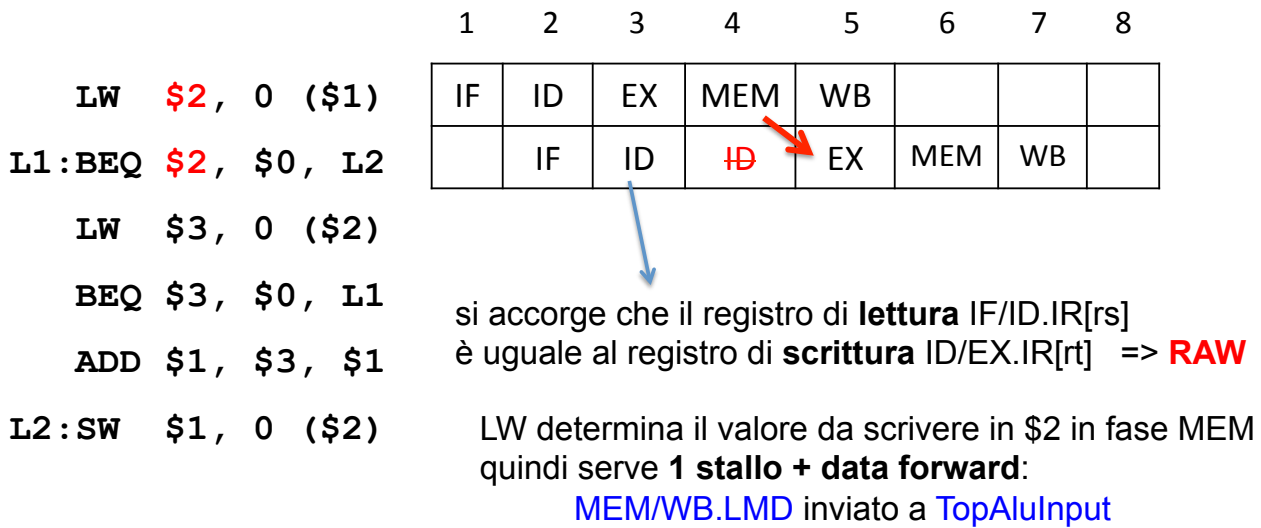 1 2 3 4 5 6 7 8
LW $2, 0 ($1) IF ID EX MEM WB
L1:BEQ $2, $0, L2 IF ID ID EX MEM WB
LW $3, 0 ($2)
BEQ $3, $0, L1
ADD $1, $3, $1
L2:SW $1, 0 ($2)
si accorge che il registro di lettura IF/ID.IR[rs]
è uguale al registro di scrittura ID/EX.IR[rt] => RAW
LW determina il valore da scrivere in $2 in fase MEM
quindi serve 1 stallo + data forward:
MEM/WB.LMD inviato a TopAluInput